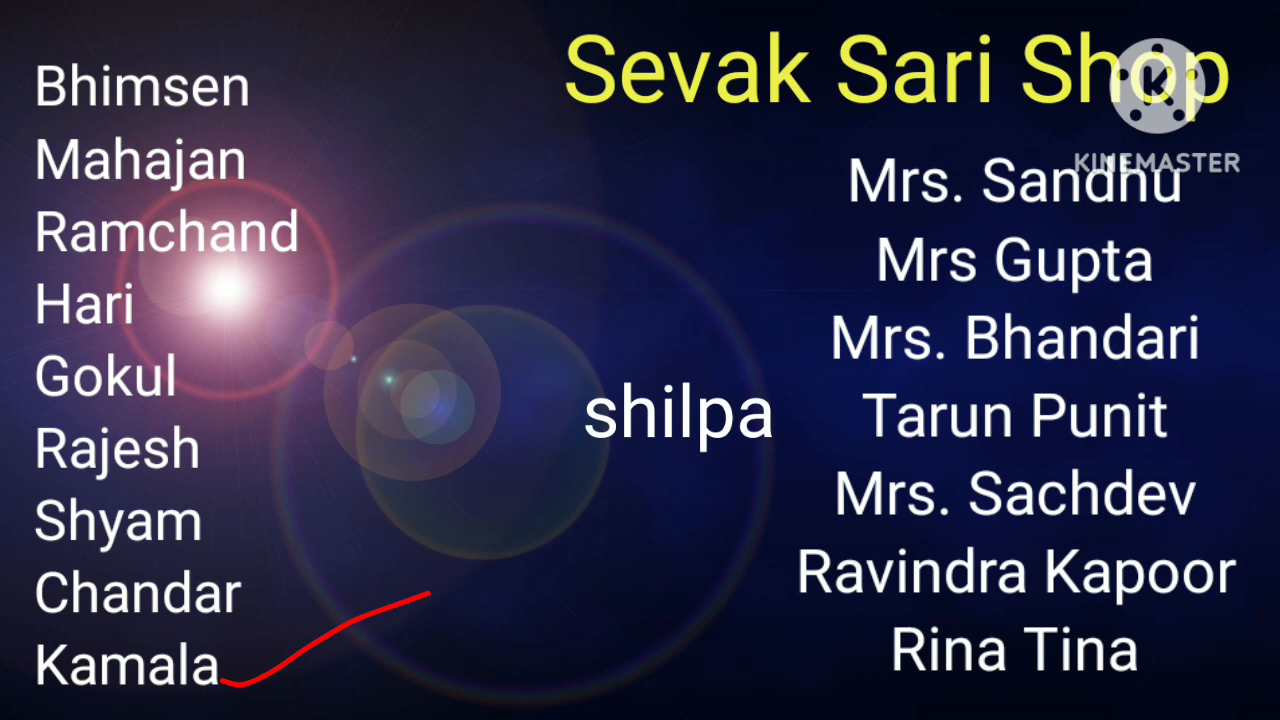 Sevak Sari Shop
KINEMASTER
Bhimsen
Mahajan
Ramchand
Hari
Gokul
Rajesh
Shyam
Chandar
Kamala
shilpa
Mrs. Sandhu
Mrs Gupta
Mrs. Bhandari
Tarun Punit
Mrs. Sachdev
Ravindra Kapoor
Rina Tina